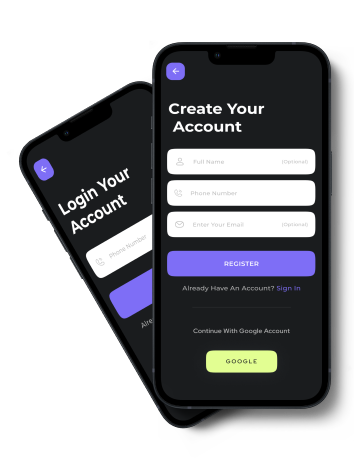 Login Your
Account
Phone Number
Alre
Create Your
Account
Full Name
(Optional)
Phone Number
Enter Your Email
(Optional)
REGISTER
Already Have An Account? Sign In
Continue With Google Account
GOOGLE